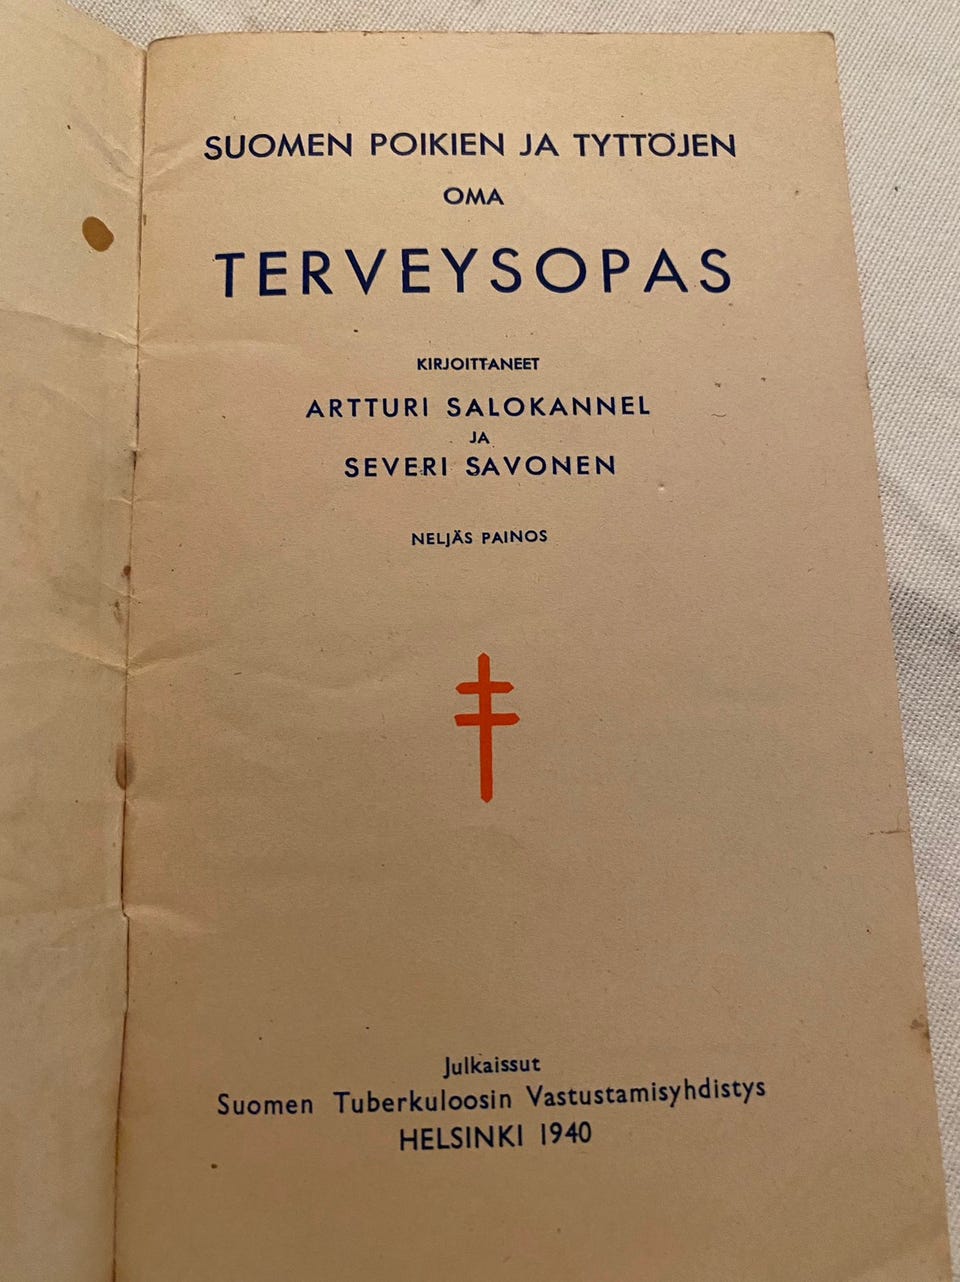 SUOMEN POIKIEN JA TYTTÖJEN
OMA
TERVEYSOPAS
KIRJOITTANEET
ARTTURI SALOKANNEL
JA
SEVERI SAVONEN
NELJÄS PAINOS
Julkaissut
Suomen Tuberkuloosin Vastustamisyhdistys
HELSINKI 1940